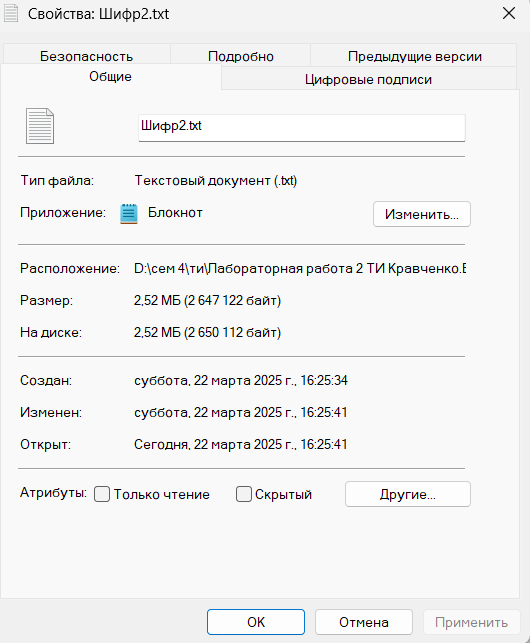 Свойства: Шифр2.txt
Безопасность Подробно Предыдущие версии
Общие Цифровые подписи
Шифр2.txt
Тип файла: Текстовый документ (.txt)
Приложение: Блокнот Изменить...
Расположение: D:\сем 4\ти\Лабораторная работа 2 ТИ Кравченко.Е
Размер: 2,52 МБ (2 647 122 байт)
На диске: 2,52 МБ (2 650 112 байт)
Создан: суббота, 22 марта 2025 г., 16:25:34
Изменен: суббота, 22 марта 2025 г., 16:25:41
Открыт: Сегодня, 22 марта 2025 г., 16:25:41
Атрибуты: Только чтение Скрытый Другие...
OK Отмена Применить